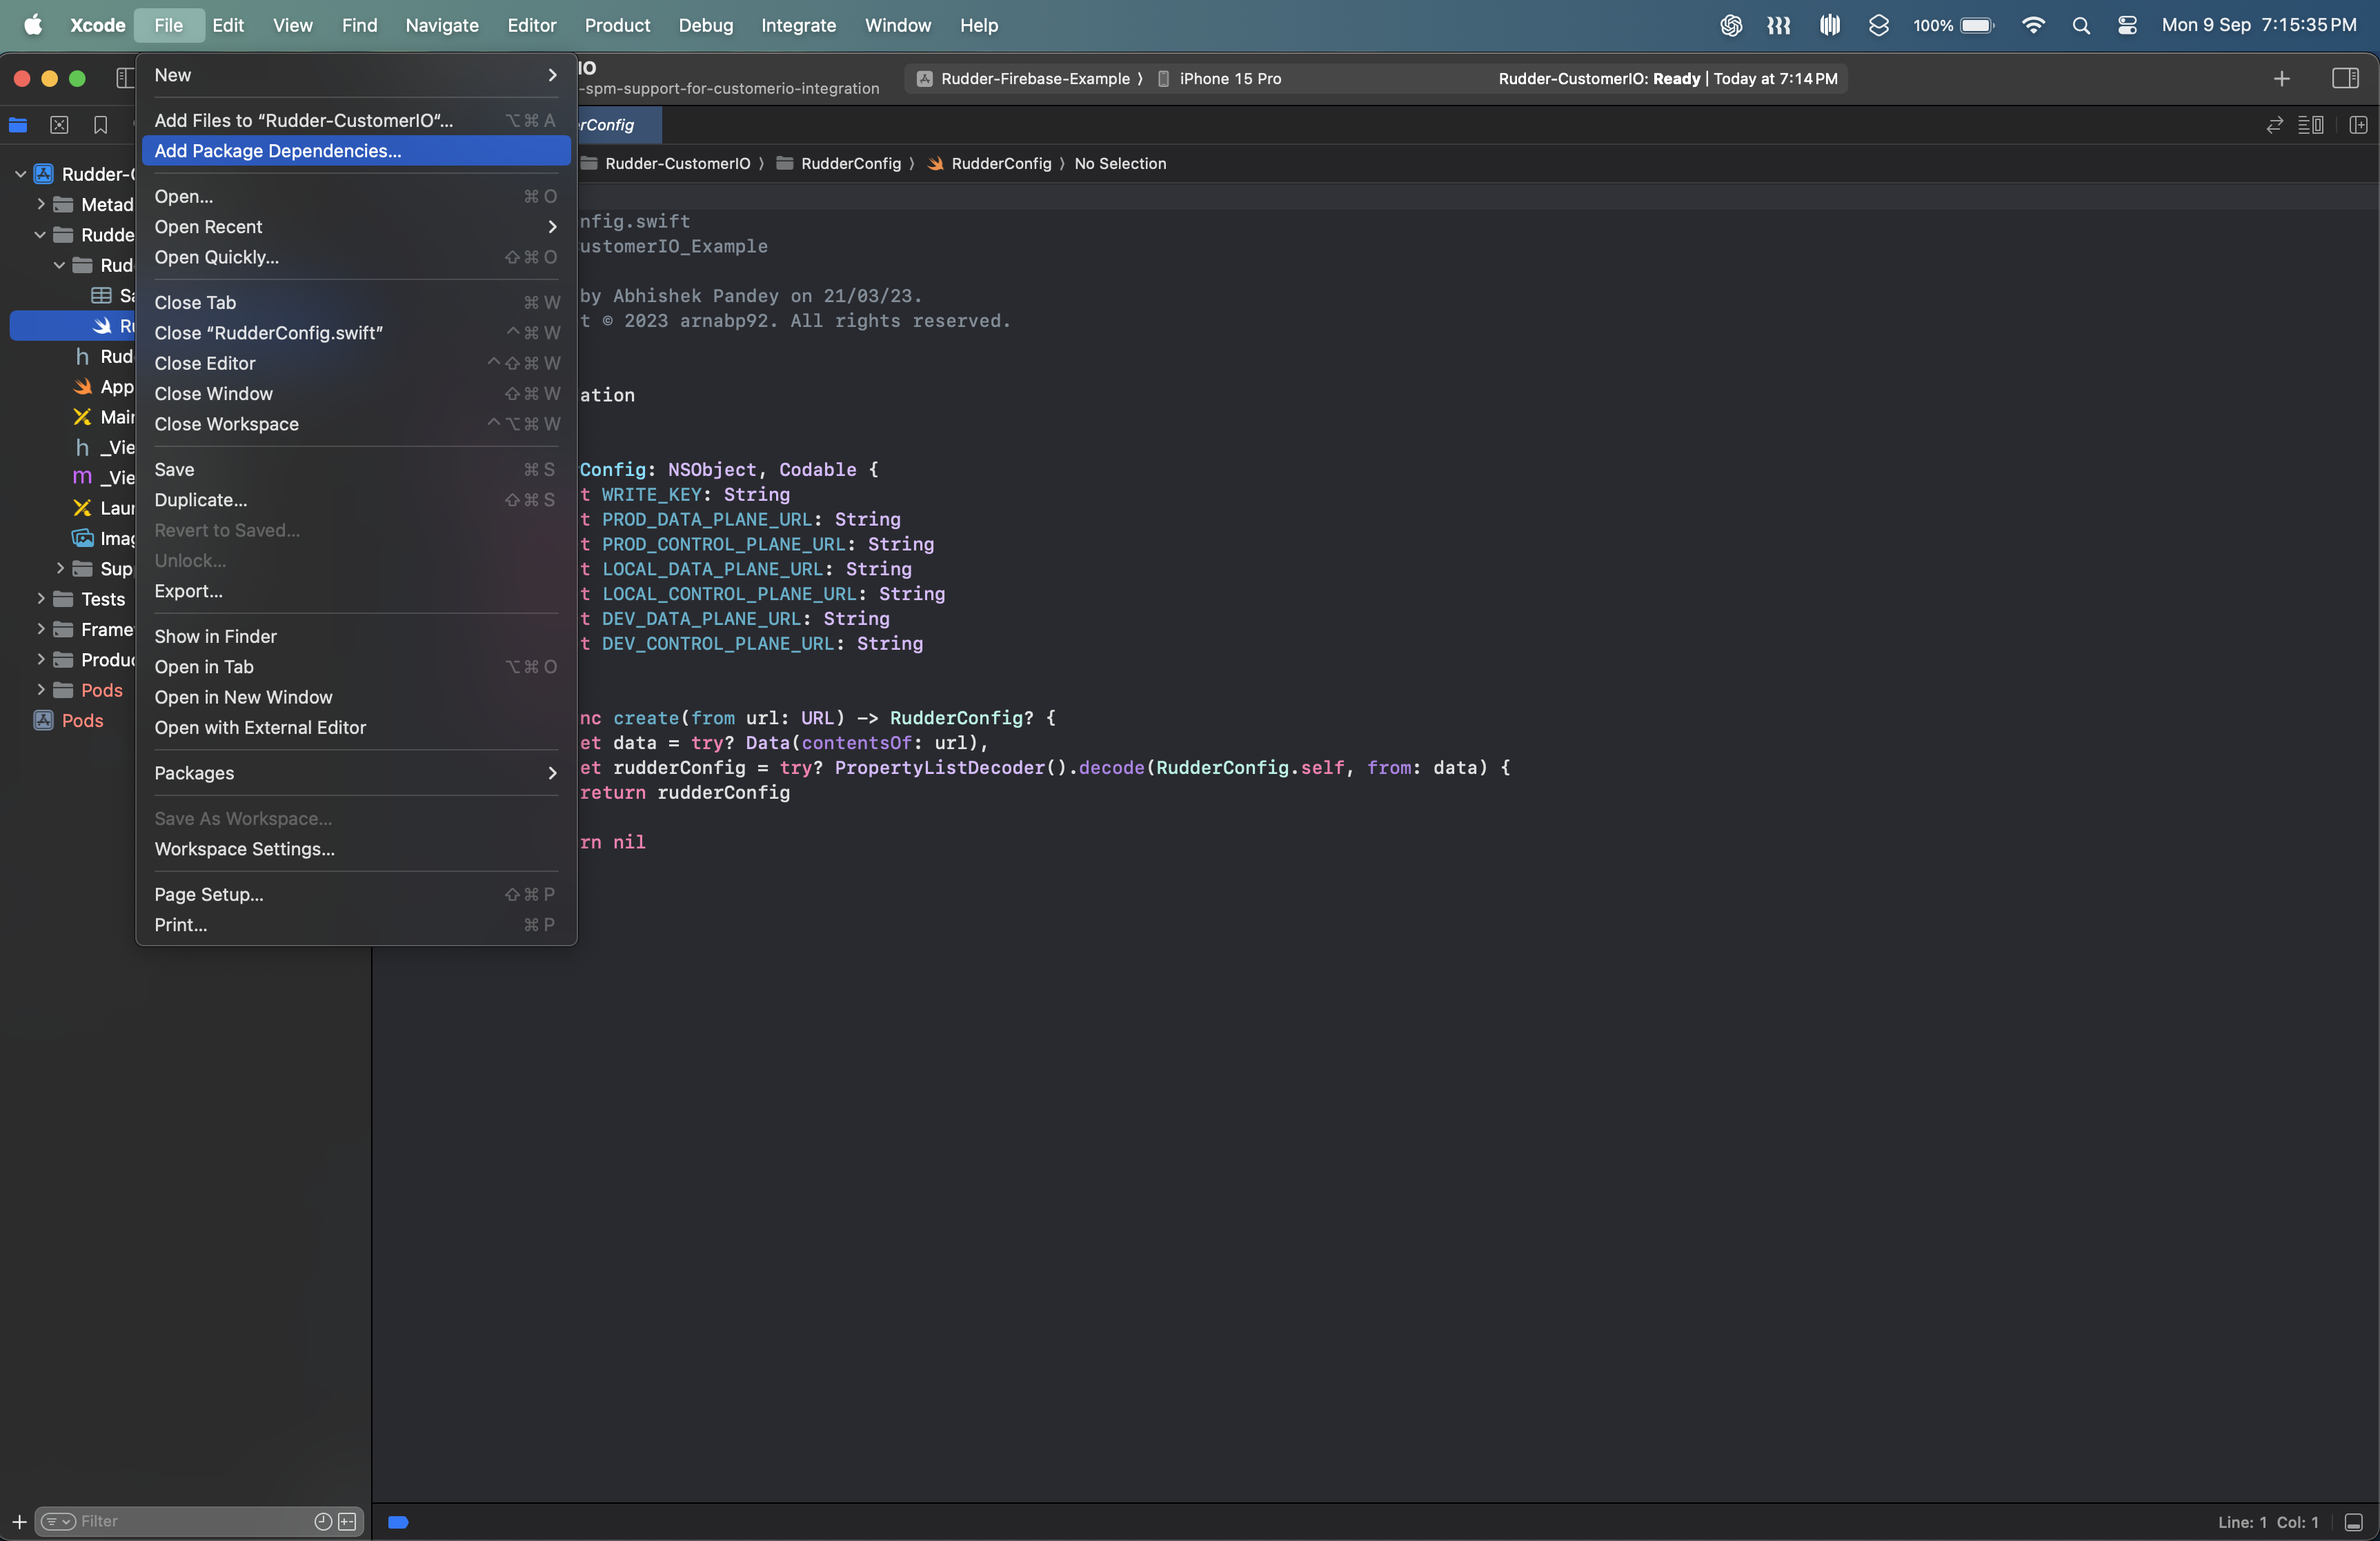 Xcode File Edit View Find Navigate Editor Product Debug Integrate Window Help 100% Mon 9 Sep 7:15:35 PM
IO
-spm-support-for-customerio-integration
Rudder-Firebase-Example 〉 iPhone 15 Pro Rudder-CustomerIO: Ready | Today at 7:14 PM
New
Add Files to “Rudder-CustomerIO“... ⌥⌘A
Add Package Dependencies...
Open... ⌘O
Open Recent
Open Quickly... ⇧⌘O
Close Tab ⌘W
Close “RudderConfig.swift” ^⌘W
Close Editor ^⇧⌘W
Close Window ⇧⌘W
Close Workspace ^⌥⌘W
Save ⌘S
Duplicate... ⇧⌘S
Revert to Saved...
Unlock...
Export...
Show in Finder
Open in Tab ⌥⌘O
Open in New Window
Open with External Editor
Packages
Save As Workspace...
Workspace Settings...
Page Setup... ⇧⌘P
Print... ⌘P
Rudder-
Metad
Rudde
Rud
Sa
Ru
h Rud
App
Main
h _Vie
m _Vie
Laun
Imag
Sup
Tests
Frame
Produc
Pods
Pods
Filter
rConfig
Rudder-CustomerIO 〉 RudderConfig 〉 RudderConfig 〉 No Selection
nfig.swift
ustomerIO_Example
by Abhishek Pandey on 21/03/23.
t © 2023 arnabp92. All rights reserved.
ation
Config: NSObject, Codable {
t WRITE_KEY: String
t PROD_DATA_PLANE_URL: String
t PROD_CONTROL_PLANE_URL: String
t LOCAL_DATA_PLANE_URL: String
t LOCAL_CONTROL_PLANE_URL: String
t DEV_DATA_PLANE_URL: String
t DEV_CONTROL_PLANE_URL: String
nc create(from url: URL) -> RudderConfig? {
et data = try? Data(contentsOf: url),
et rudderConfig = try? PropertyListDecoder().decode(RudderConfig.self, from: data) {
return rudderConfig
rn nil
Line: 1 Col: 1